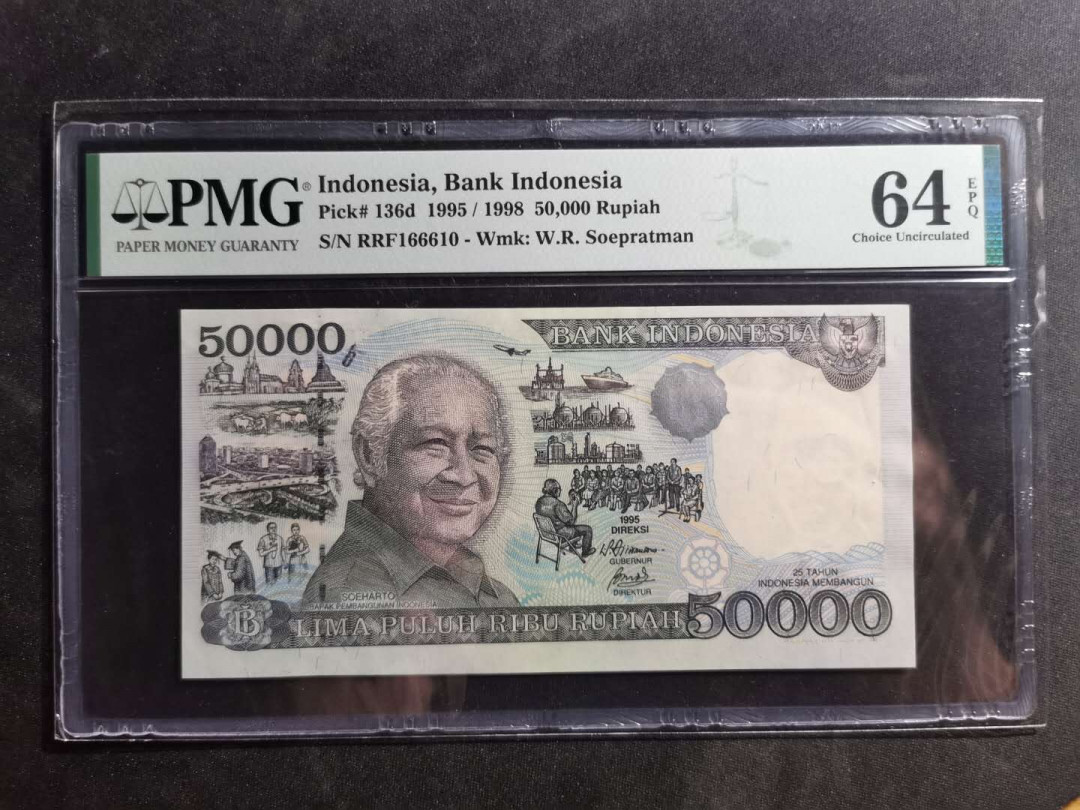 PMG®
PAPER MONEY GUARANTY
Indonesia, Bank Indonesia
Pick# 136d 1995 / 1998 50,000 Rupiah
S/N RRF166610 - Wmk: W.R. Soepratman
64
EPQ
Choice Uncirculated
50000
BANK INDONESIA
1995
DIREKSI
GUBERNUR
DIREKTUR
25 TAHUN
INDONESIA MEMBANGUN
SOEHARTO
PEMBANGUNAN INDONESIA
LIMA PULUH RIBU RUPIAH
50000